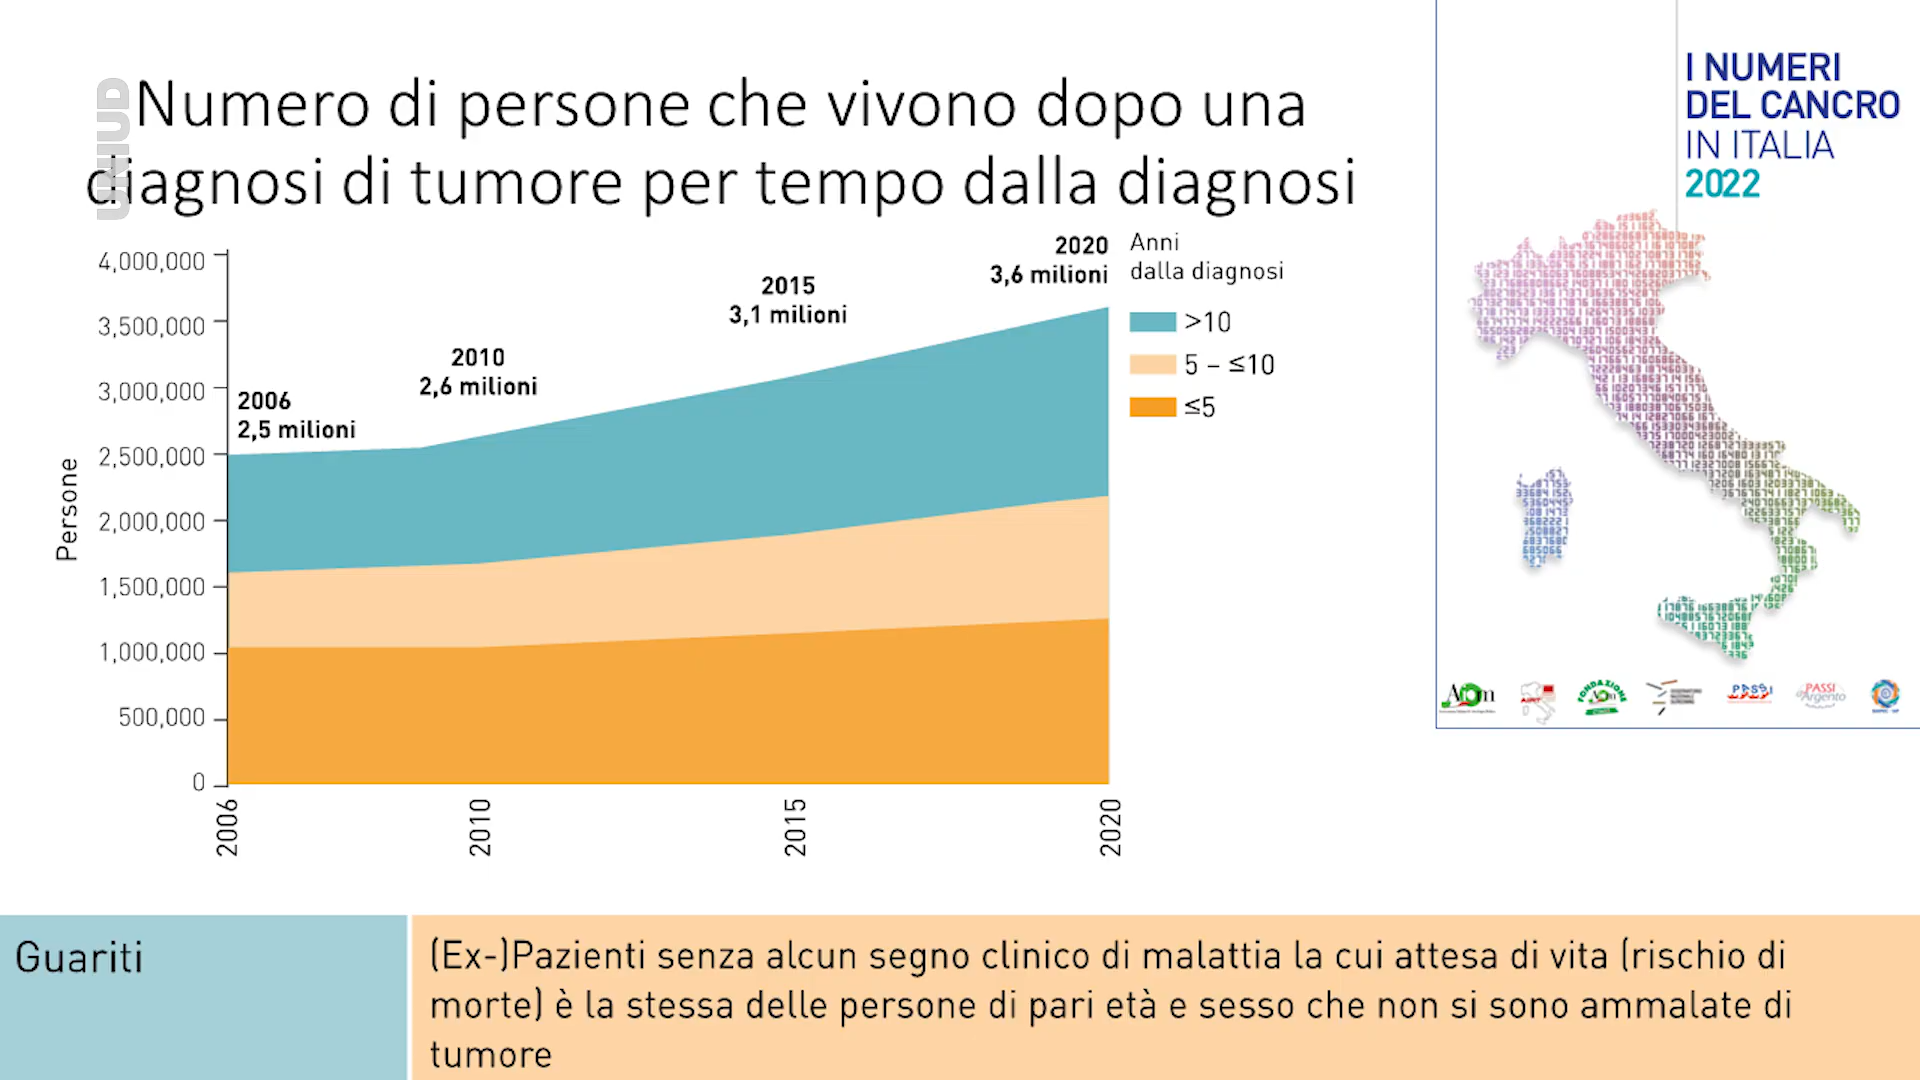 UNIUD
Numero di persone che vivono dopo una
diagnosi di tumore per tempo dalla diagnosi
I NUMERI
DEL CANCRO
IN ITALIA
2022
4,000,000
3,500,000
3,000,000
2,500,000
2,000,000
1,500,000
1,000,000
500,000
0
Persone
2006
2,5 milioni
2010
2,6 milioni
2015
3,1 milioni
2020
3,6 milioni
Anni
dalla diagnosi
>10
5 – ≤10
≤5
2006
2010
2015
2020
FONDAZIONE
PASSI
PASSI
d'Argento
Guariti
(Ex-)Pazienti senza alcun segno clinico di malattia la cui attesa di vita (rischio di
morte) è la stessa delle persone di pari età e sesso che non si sono ammalate di
tumore